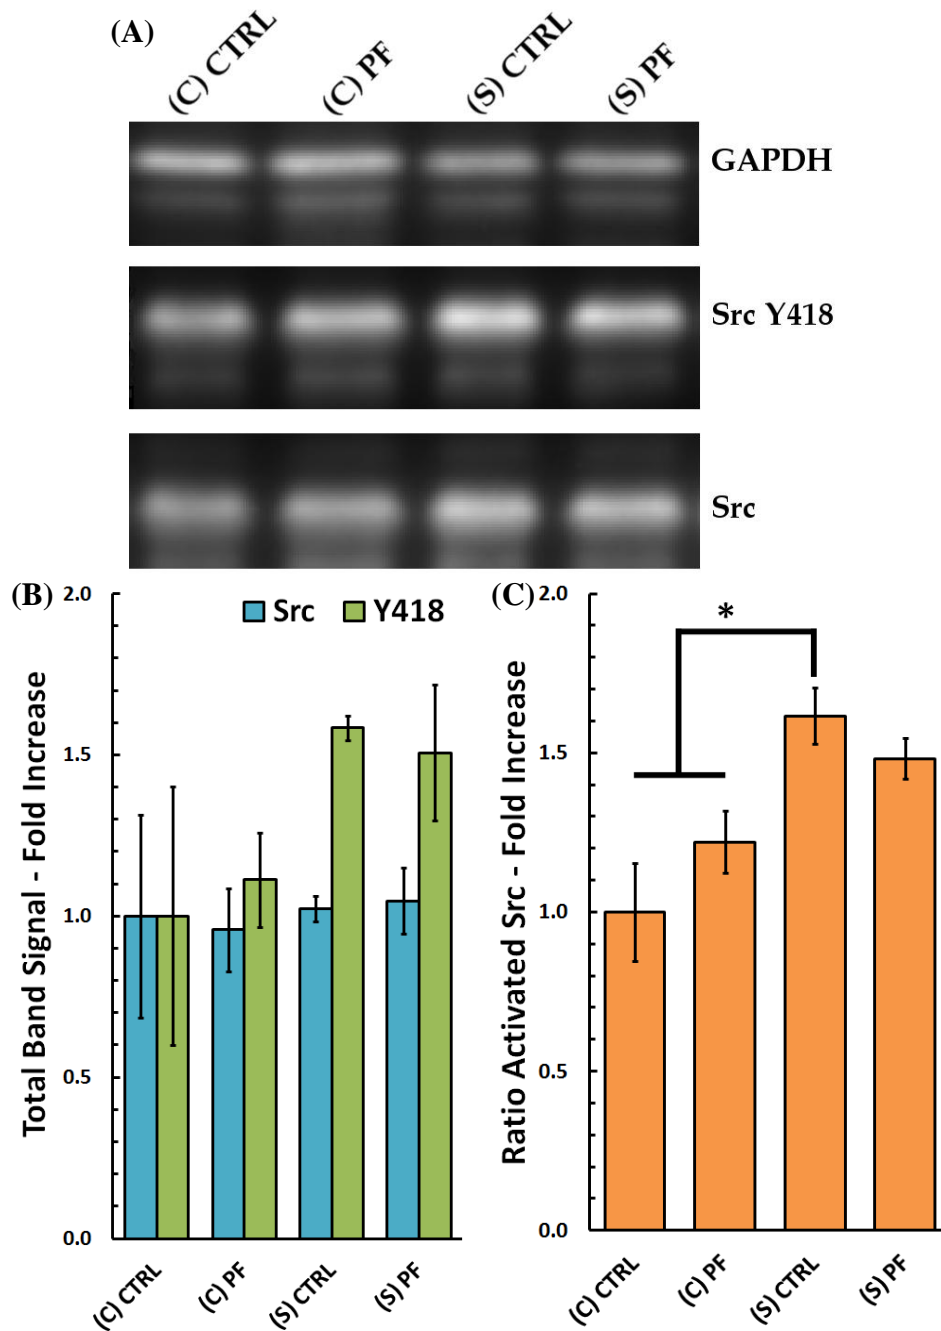 (A)
(C) CTRL
(C) PF
(S) CTRL
(S) PF
GAPDH
Src Y418
Src
(B)
Total Band Signal - Fold Increase
2.0
1.5
1.0
0.5
0.0
Src
Y418
(C) CTRL
(C) PF
(S) CTRL
(S) PF
(C)
Ratio Activated Src - Fold Increase
2.0
1.5
1.0
0.5
0.0
*
(C) CTRL
(C) PF
(S) CTRL
(S) PF